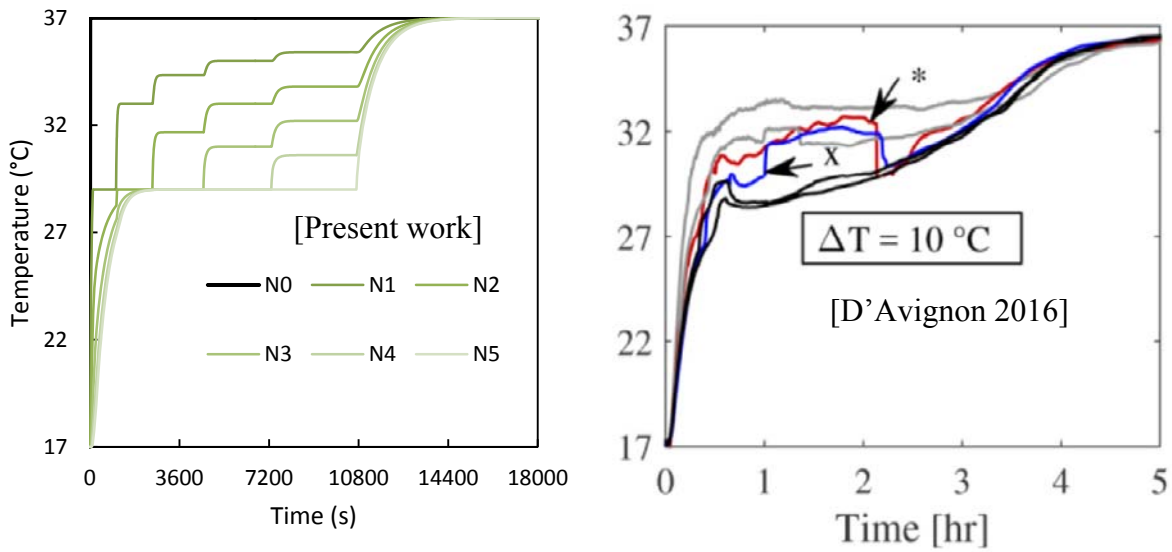 37
32
27
22
17
Temperature (°C)
[Present work]
N0 N1 N2
N3 N4 N5
0 3600 7200 10800 14400 18000
Time (s)
37
32
27
22
17
*
x
ΔT = 10 °C
[D'Avignon 2016]
0 1 2 3 4 5
Time [hr]